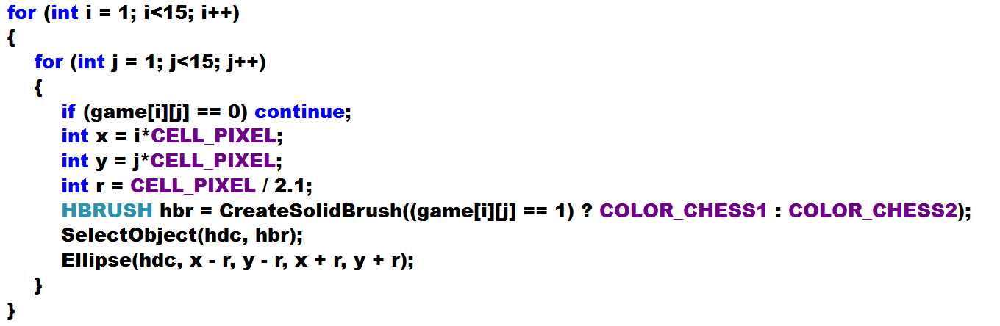 for (int i = 1; i<15; i++)
{
    for (int j = 1; j<15; j++)
    {
        if (game[i][j] == 0) continue;
        int x = i*CELL_PIXEL;
        int y = j*CELL_PIXEL;
        int r = CELL_PIXEL / 2.1;
        HBRUSH hbr = CreateSolidBrush((game[i][j] == 1) ? COLOR_CHESS1 : COLOR_CHESS2);
        SelectObject(hdc, hbr);
        Ellipse(hdc, x - r, y - r, x + r, y + r);
    }
}